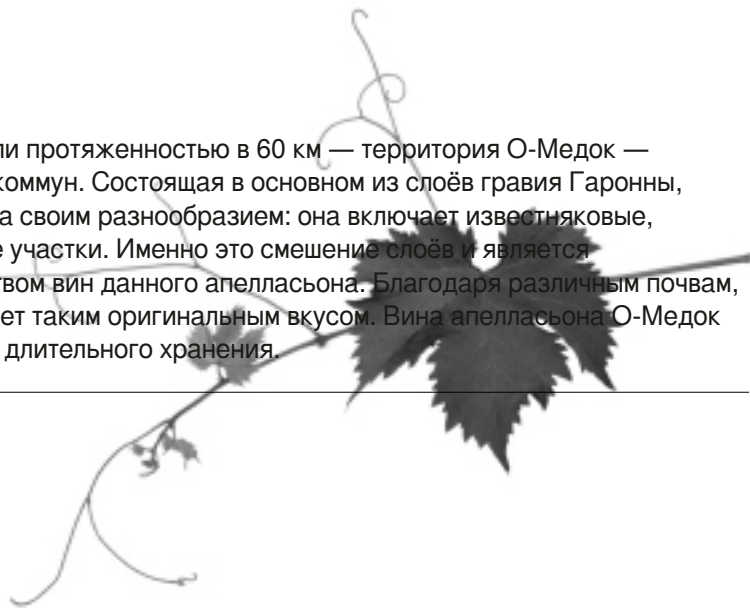 ли протяженностью в 60 км — территория О-Медок —
коммун. Состоящая в основном из слоёв гравия Гаронны,
а своим разнообразием: она включает известняковые,
е участки. Именно это смешение слоёв и является
твом вин данного апелласьона. Благодаря различным почвам,
ет таким оригинальным вкусом. Вина апелласьона О-Медок
длительного хранения.